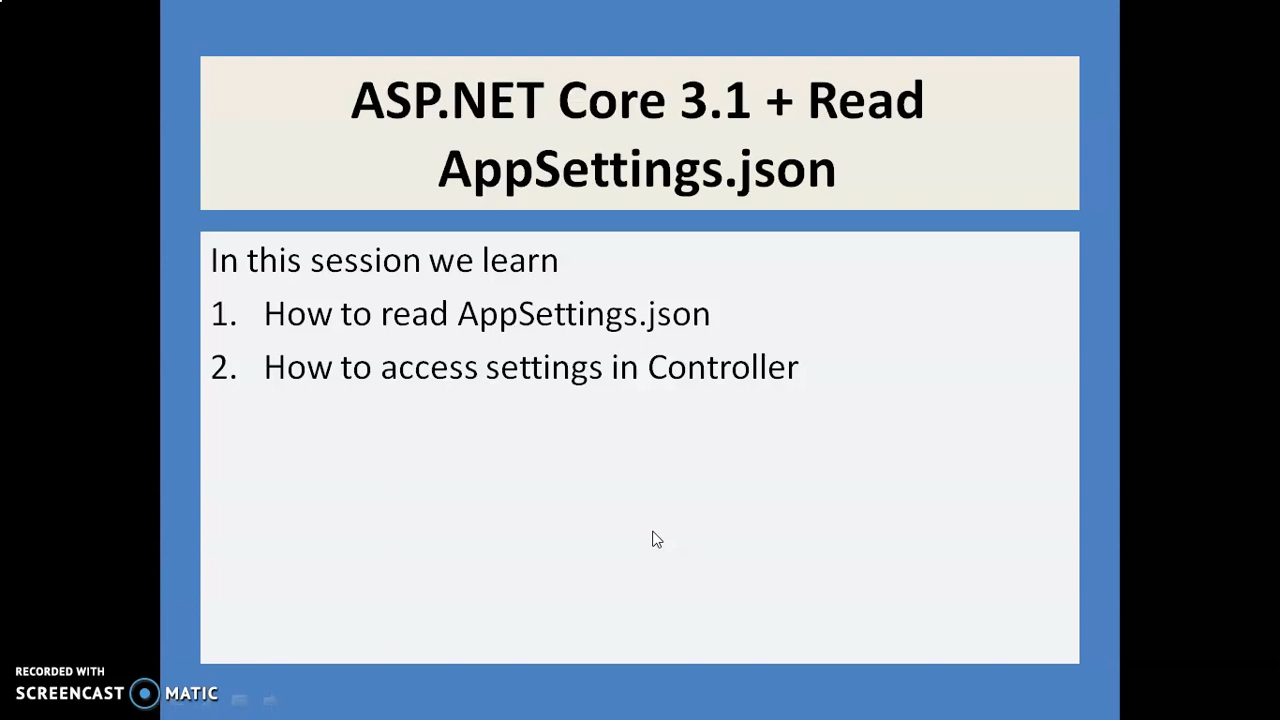 ASP.NET Core 3.1 + Read
AppSettings.json
In this session we learn
1. How to read AppSettings.json
2. How to access settings in Controller
RECORDED WITH
SCREENCAST MATIC